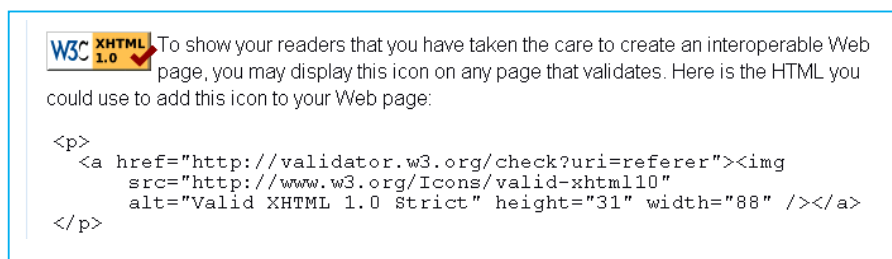 W3C XHTML 1.0 To show your readers that you have taken the care to create an interoperable Web
page, you may display this icon on any page that validates. Here is the HTML you
could use to add this icon to your Web page:
<p>
  <a href="http://validator.w3.org/check?uri=referer"><img
      src="http://www.w3.org/Icons/valid-xhtml10"
      alt="Valid XHTML 1.0 Strict" height="31" width="88" /></a>
</p>